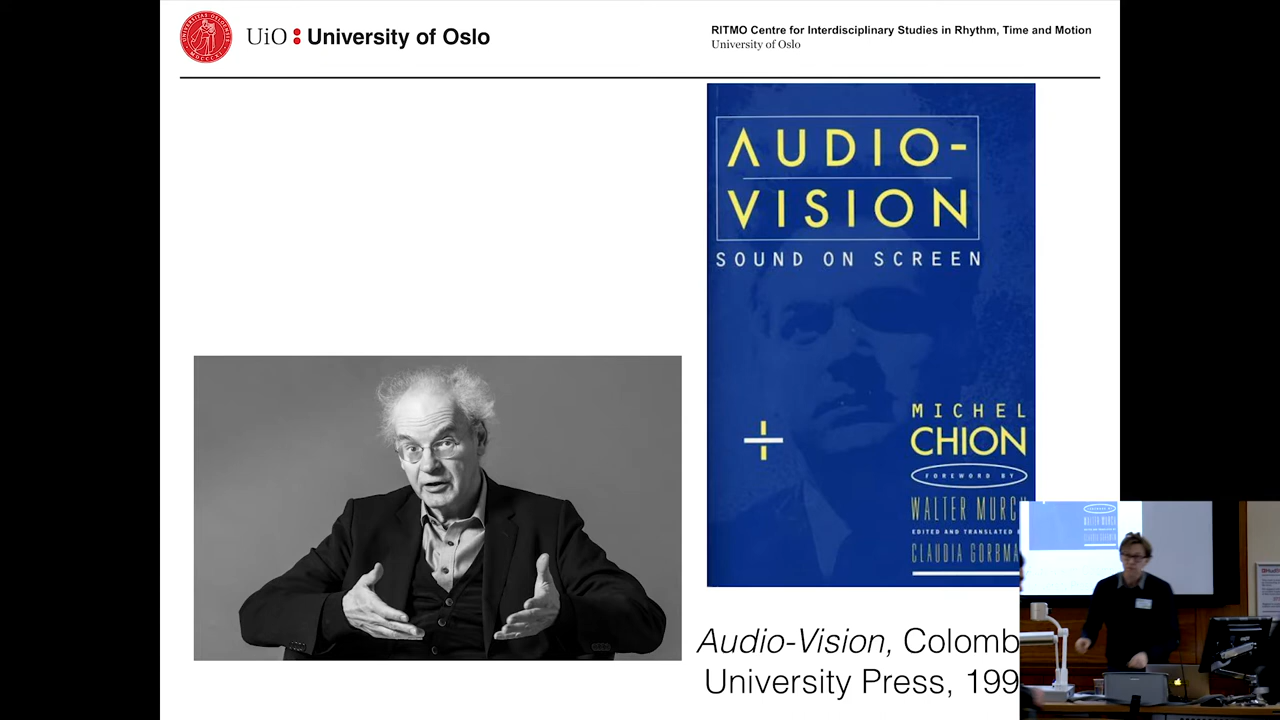 UiO : University of Oslo
RITMO Centre for Interdisciplinary Studies in Rhythm, Time and Motion
University of Oslo
AUDIO-
VISION
SOUND ON SCREEN
MICHEL
CHION
FOREWORD BY
WALTER MURCH
EDITED AND TRANSLATED
CLAUDIA GORBMA
Audio-Vision, Colomb
University Press, 199